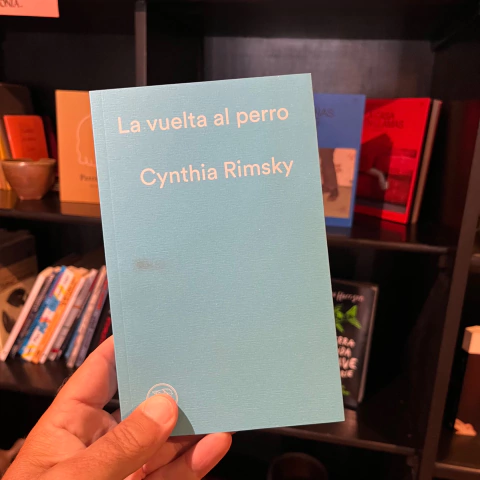 La vuelta al perro
Cynthia Rimsky